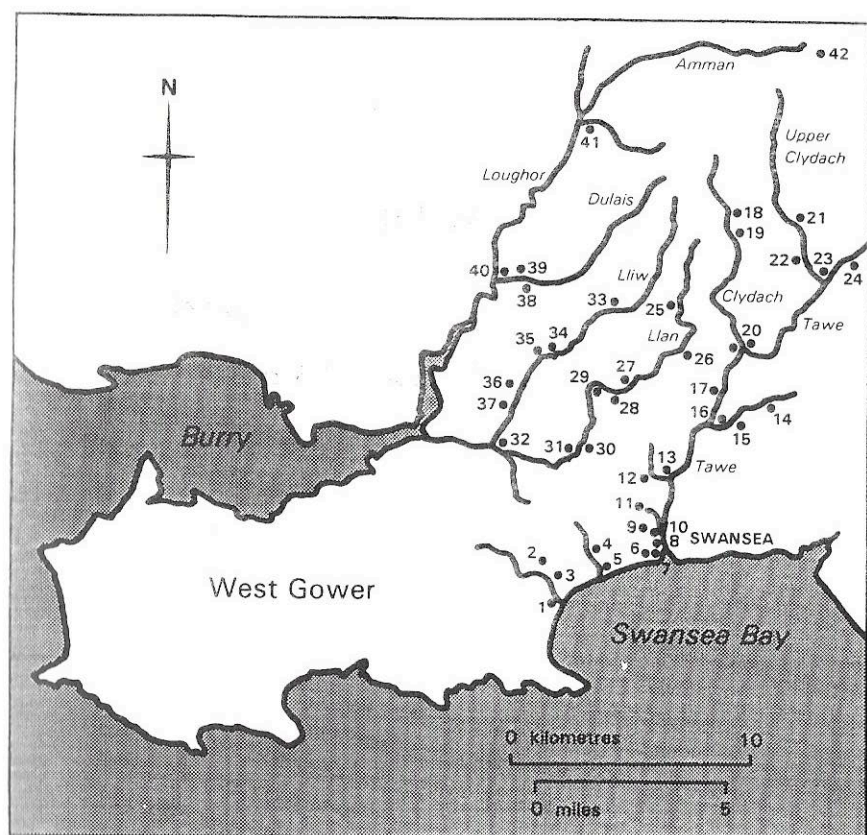 N
Amman
42
41
Upper
Clydach
Loughor
Dulais
18
19
21
22
23
24
40
39
38
Lliw
33
25
Clydach
Tawe
Llan
20
35
34
26
36
37
29
27
28
17
16
14
15
Burry
32
31
30
13
12
Tawe
11
9
10
8
SWANSEA
6
7
4
5
2
3
1
West Gower
Swansea Bay
0 kilometres 10
0 miles 5